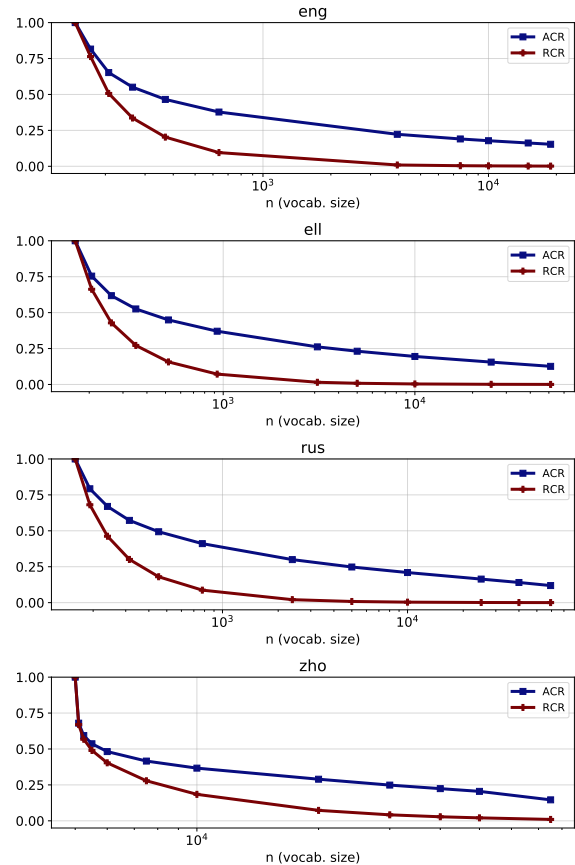 eng
1.00
0.75
0.50
0.25
0.00
ACR
RCR
10³
10⁴
n (vocab. size)
ell
1.00
0.75
0.50
0.25
0.00
ACR
RCR
10³
10⁴
n (vocab. size)
rus
1.00
0.75
0.50
0.25
0.00
ACR
RCR
10³
10⁴
n (vocab. size)
zho
1.00
0.75
0.50
0.25
0.00
ACR
RCR
10⁴
n (vocab. size)